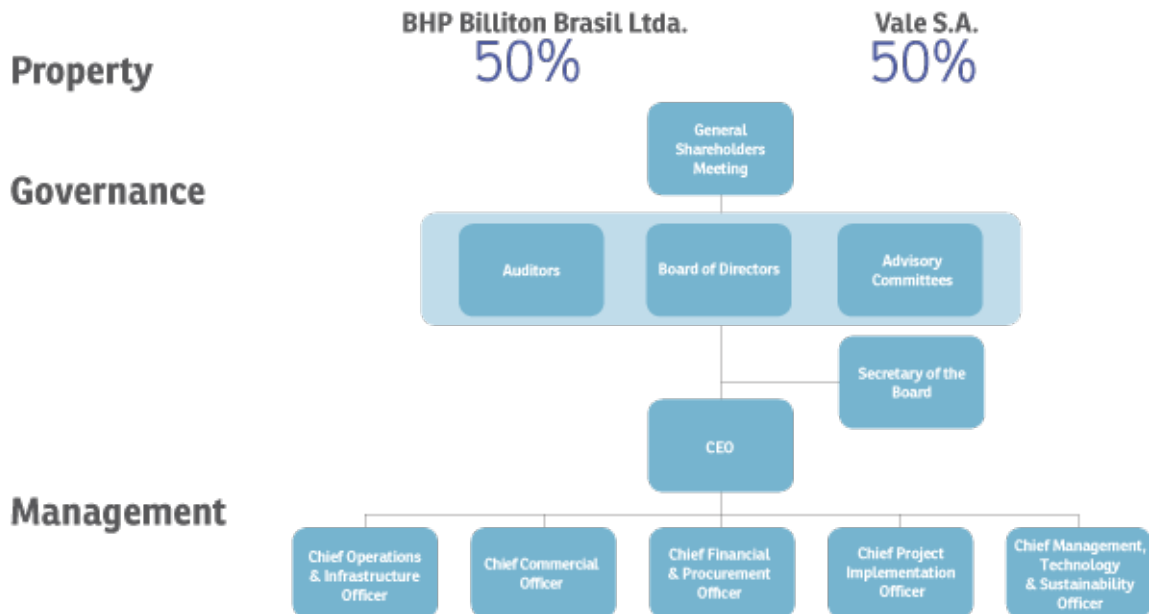 BHP Billiton Brasil Ltda.
Vale S.A.
Property
50%
50%
General
Shareholders
Meeting
Governance
Auditors
Board of Directors
Advisory
Committees
Secretary of the
Board
CEO
Management
Chief Operations
& Infrastructure
Officer
Chief Commercial
Officer
Chief Financial
& Procurement
Officer
Chief Project
Implementation
Officer
Chief Management,
Technology
& Sustainability
Officer